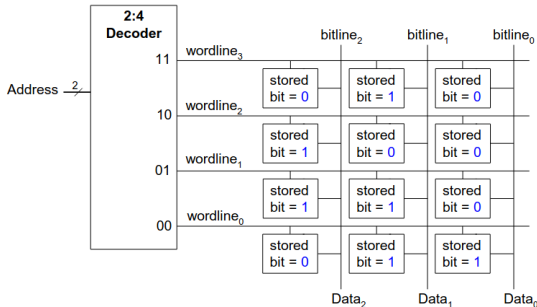 2:4
Decoder
bitline2
bitline1
bitline0
11
wordline3
Address
2
stored
bit = 0
stored
bit = 1
stored
bit = 0
10
wordline2
stored
bit = 1
stored
bit = 0
stored
bit = 0
01
wordline1
stored
bit = 1
stored
bit = 1
stored
bit = 0
00
wordline0
stored
bit = 0
stored
bit = 1
stored
bit = 1
Data2
Data1
Data0